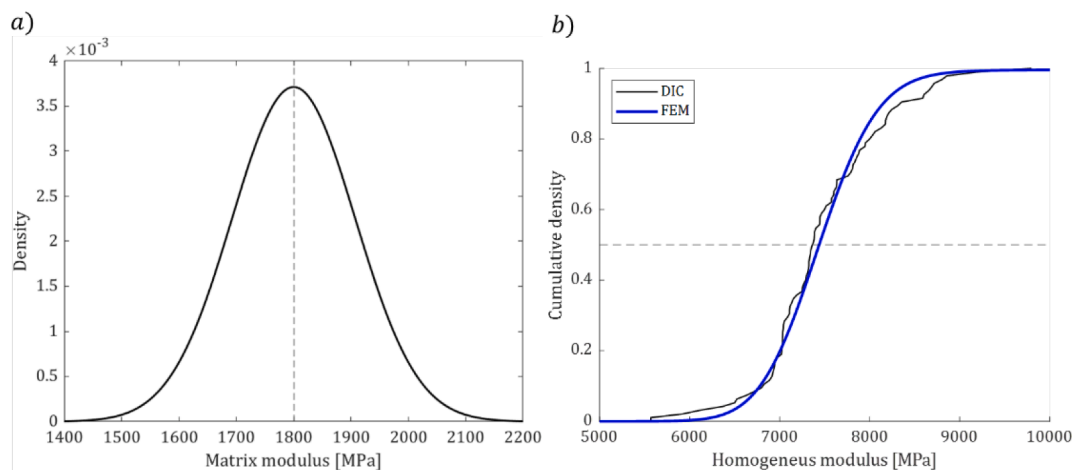 a)
×10⁻³
4
3.5
3
2.5
2
1.5
1
0.5
0
Density
1400 1500 1600 1700 1800 1900 2000 2100 2200
Matrix modulus [MPa]
b)
1
0.8
0.6
0.4
0.2
0
Cumulative density
DIC
FEM
5000 6000 7000 8000 9000 10000
Homogeneus modulus [MPa]